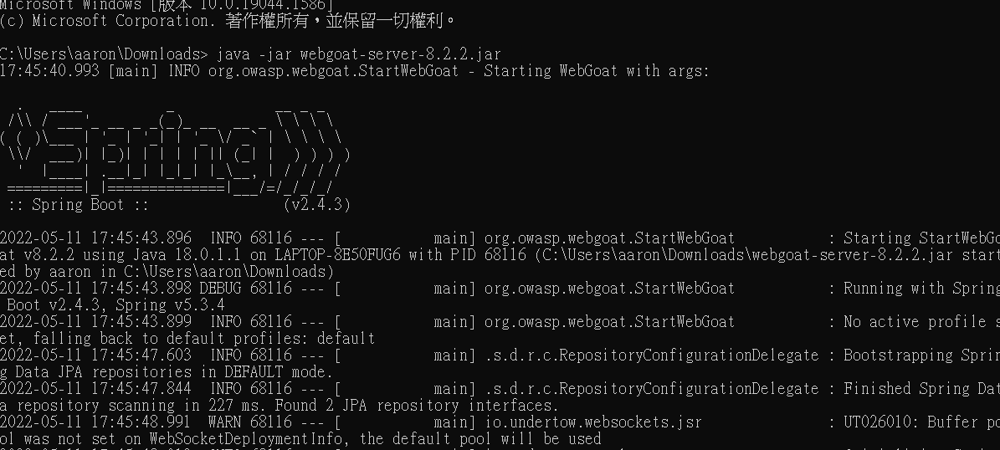 Microsoft Windows [版本 10.0.19044.1586]
(c) Microsoft Corporation. 著作權所有，並保留一切權利。
C:\Users\aaron\Downloads> java -jar webgoat-server-8.2.2.jar
17:45:40.993 [main] INFO org.owasp.webgoat.StartWebGoat - Starting WebGoat with args:
  .   ____          _            __ _ _
 /\\ / ___'_ __ _ _(_)_ __  __ _ \ \ \ \
( ( )\___ | '_ | '_| | '_ \/ _` | \ \ \ \
 \\/  ___)| |_)| | | | | || (_| |  ) ) ) )
  '  |____| .__|_| |_|_| |_\__, | / / / /
 =========|_|==============|___/=/_/_/_/
 :: Spring Boot ::                (v2.4.3)
2022-05-11 17:45:43.896  INFO 68116 --- [           main] org.owasp.webgoat.StartWebGoat           : Starting StartWebGo
at v8.2.2 using Java 18.0.1.1 on LAPTOP-8E5OFUG6 with PID 68116 (C:\Users\aaron\Downloads\webgoat-server-8.2.2.jar start
ed by aaron in C:\Users\aaron\Downloads)
2022-05-11 17:45:43.898 DEBUG 68116 --- [           main] org.owasp.webgoat.StartWebGoat           : Running with Spring
 Boot v2.4.3, Spring v5.3.4
2022-05-11 17:45:43.899  INFO 68116 --- [           main] org.owasp.webgoat.StartWebGoat           : No active profile s
et, falling back to default profiles: default
2022-05-11 17:45:47.603  INFO 68116 --- [           main] .s.d.r.c.RepositoryConfigurationDelegate : Bootstrapping Sprin
g Data JPA repositories in DEFAULT mode.
2022-05-11 17:45:47.844  INFO 68116 --- [           main] .s.d.r.c.RepositoryConfigurationDelegate : Finished Spring Dat
a repository scanning in 227 ms. Found 2 JPA repository interfaces.
2022-05-11 17:45:48.991  WARN 68116 --- [           main] io.undertow.websockets.jsr               : UT026010: Buffer po
ol was not set on WebSocketDeploymentInfo, the default pool will be used